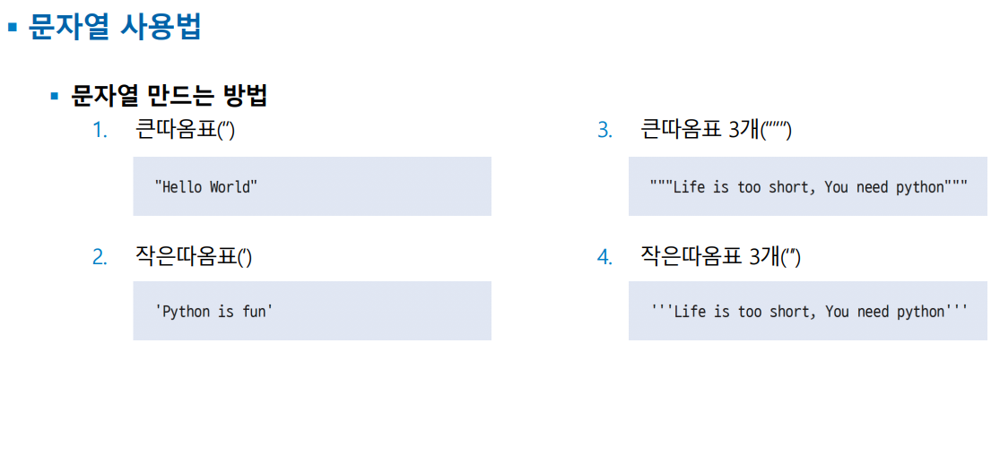 ▪ 문자열 사용법
▪ 문자열 만드는 방법
1. 큰따옴표(“)
"Hello World"
2. 작은따옴표(‘)
'Python is fun'
3. 큰따옴표 3개(“““)
"""Life is too short, You need python"""
4. 작은따옴표 3개(‘‘’)
'''Life is too short, You need python'''